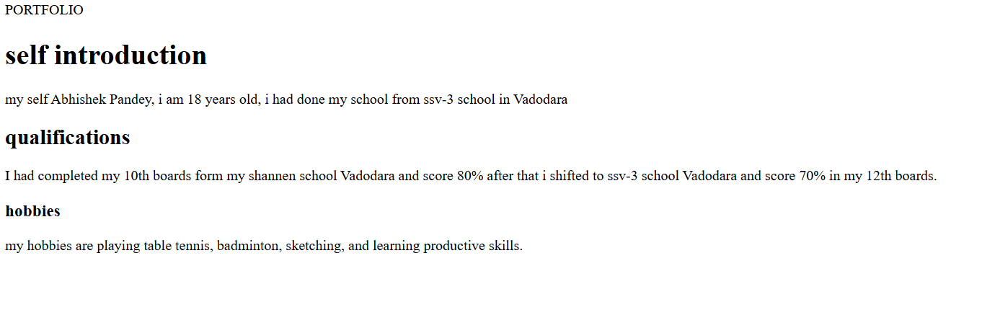 PORTFOLIO
self introduction
my self Abhishek Pandey, i am 18 years old, i had done my school from ssv-3 school in Vadodara
qualifications
I had completed my 10th boards form my shannen school Vadodara and score 80% after that i shifted to ssv-3 school Vadodara and score 70% in my 12th boards.
hobbies
my hobbies are playing table tennis, badminton, sketching, and learning productive skills.